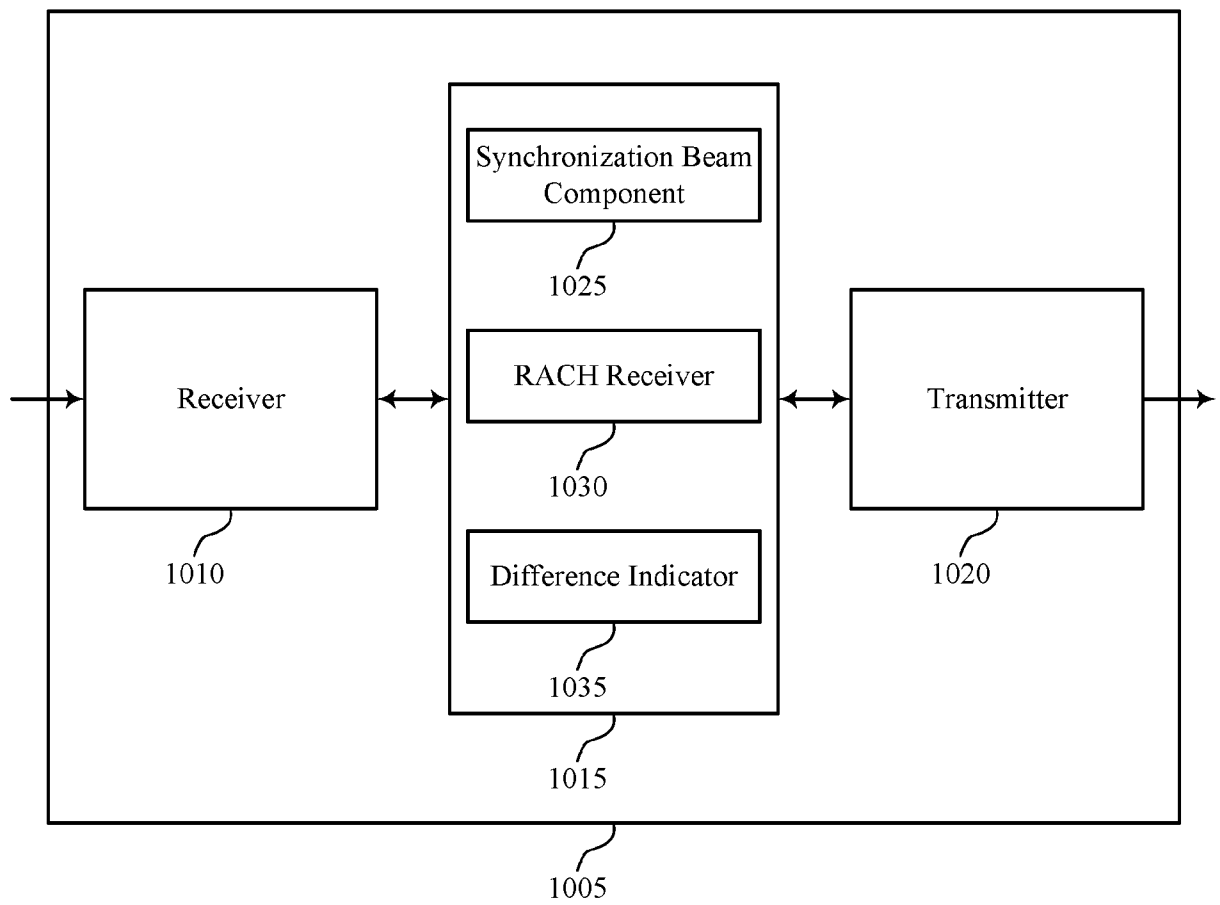 Synchronization Beam
Component
1025
Receiver
1010
RACH Receiver
1030
Transmitter
1020
Difference Indicator
1035
1015
1005